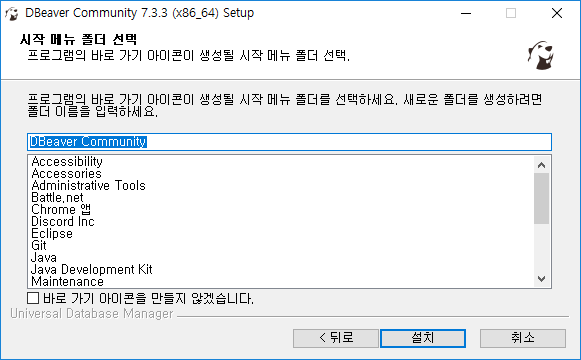 DBeaver Community 7.3.3 (x86_64) Setup
시작 메뉴 폴더 선택
프로그램의 바로 가기 아이콘이 생성될 시작 메뉴 폴더 선택.
프로그램의 바로 가기 아이콘이 생성될 시작 메뉴 폴더를 선택하세요. 새로운 폴더를 생성하려면
폴더 이름을 입력하세요.
DBeaver Community
Accessibility
Accessories
Administrative Tools
Battle.net
Chrome 앱
Discord Inc
Eclipse
Git
Java
Java Development Kit
Maintenance
바로 가기 아이콘을 만들지 않겠습니다.
Universal Database Manager
< 뒤로
설치
취소